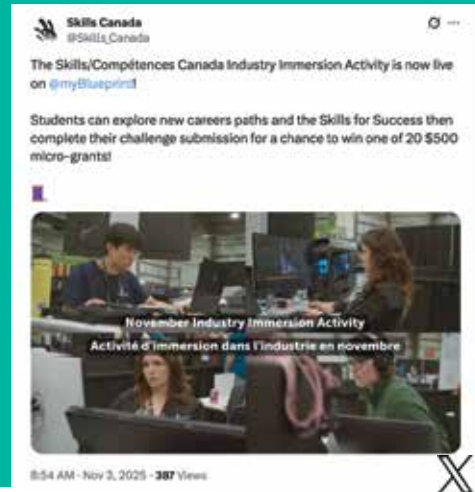 Skills Canada
@Skills_Canada
The Skills/Compétences Canada Industry Immersion Activity is now live
on @myBlueprint!
Students can explore new careers paths and the Skills for Success then
complete their challenge submission for a chance to win one of 20 $500
micro-grants!
November Industry Immersion Activity
Activité d'immersion dans l'industrie en novembre
8:54 AM · Nov 3, 2025 · 387 Views